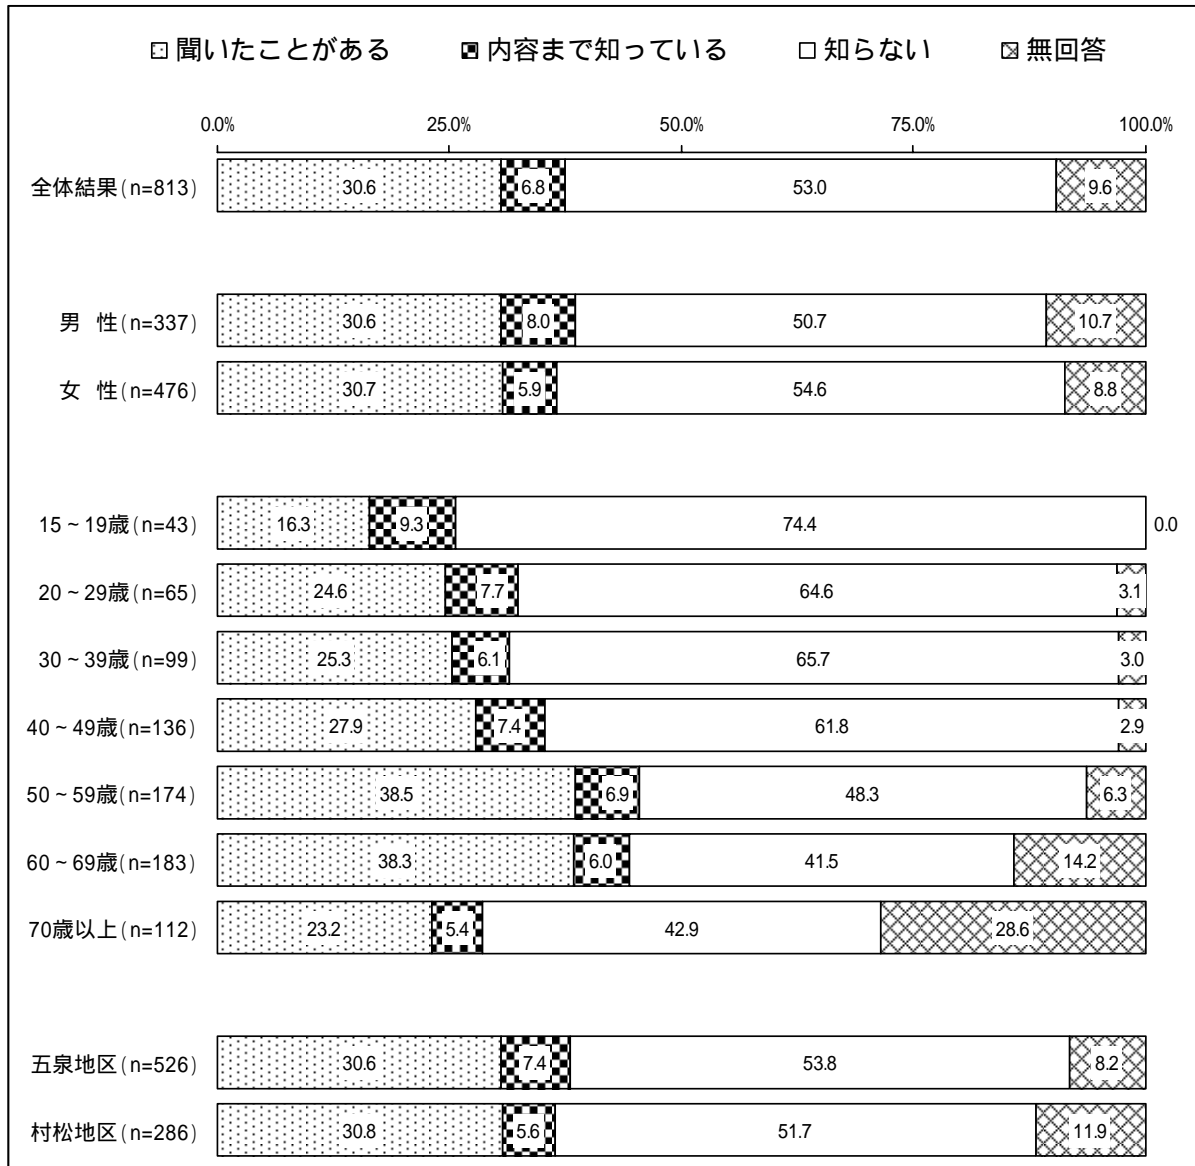 聞いたことがある 内容まで知っている 知らない 無回答
0.0% 25.0% 50.0% 75.0% 100.0%
全体結果(n=813) 30.6 6.8 53.0 9.6
男 性(n=337) 30.6 8.0 50.7 10.7
女 性(n=476) 30.7 5.9 54.6 8.8
15~19歳(n=43) 16.3 9.3 74.4 0.0
20~29歳(n=65) 24.6 7.7 64.6 3.1
30~39歳(n=99) 25.3 6.1 65.7 3.0
40~49歳(n=136) 27.9 7.4 61.8 2.9
50~59歳(n=174) 38.5 6.9 48.3 6.3
60~69歳(n=183) 38.3 6.0 41.5 14.2
70歳以上(n=112) 23.2 5.4 42.9 28.6
五泉地区(n=526) 30.6 7.4 53.8 8.2
村松地区(n=286) 30.8 5.6 51.7 11.9